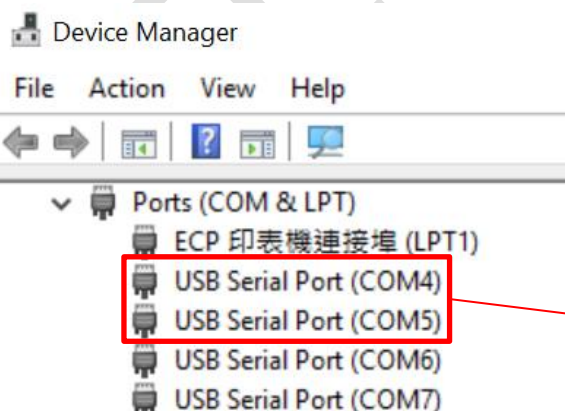 Device Manager
File Action View Help
Ports (COM & LPT)
ECP 印表機連接埠 (LPT1)
USB Serial Port (COM4)
USB Serial Port (COM5)
USB Serial Port (COM6)
USB Serial Port (COM7)